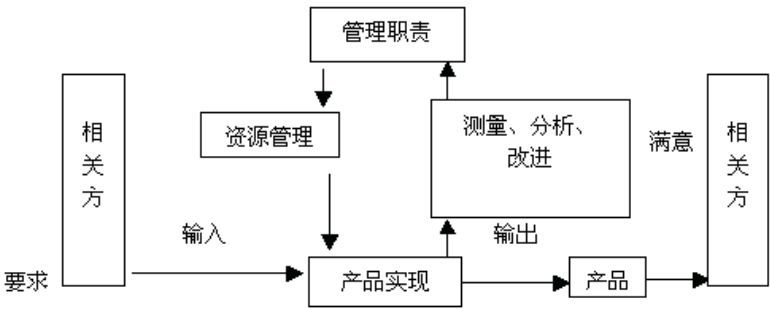 管理职责
相关方
资源管理
测量、分析、
改进
满意
相关方
输入
输出
要求
产品实现
产品